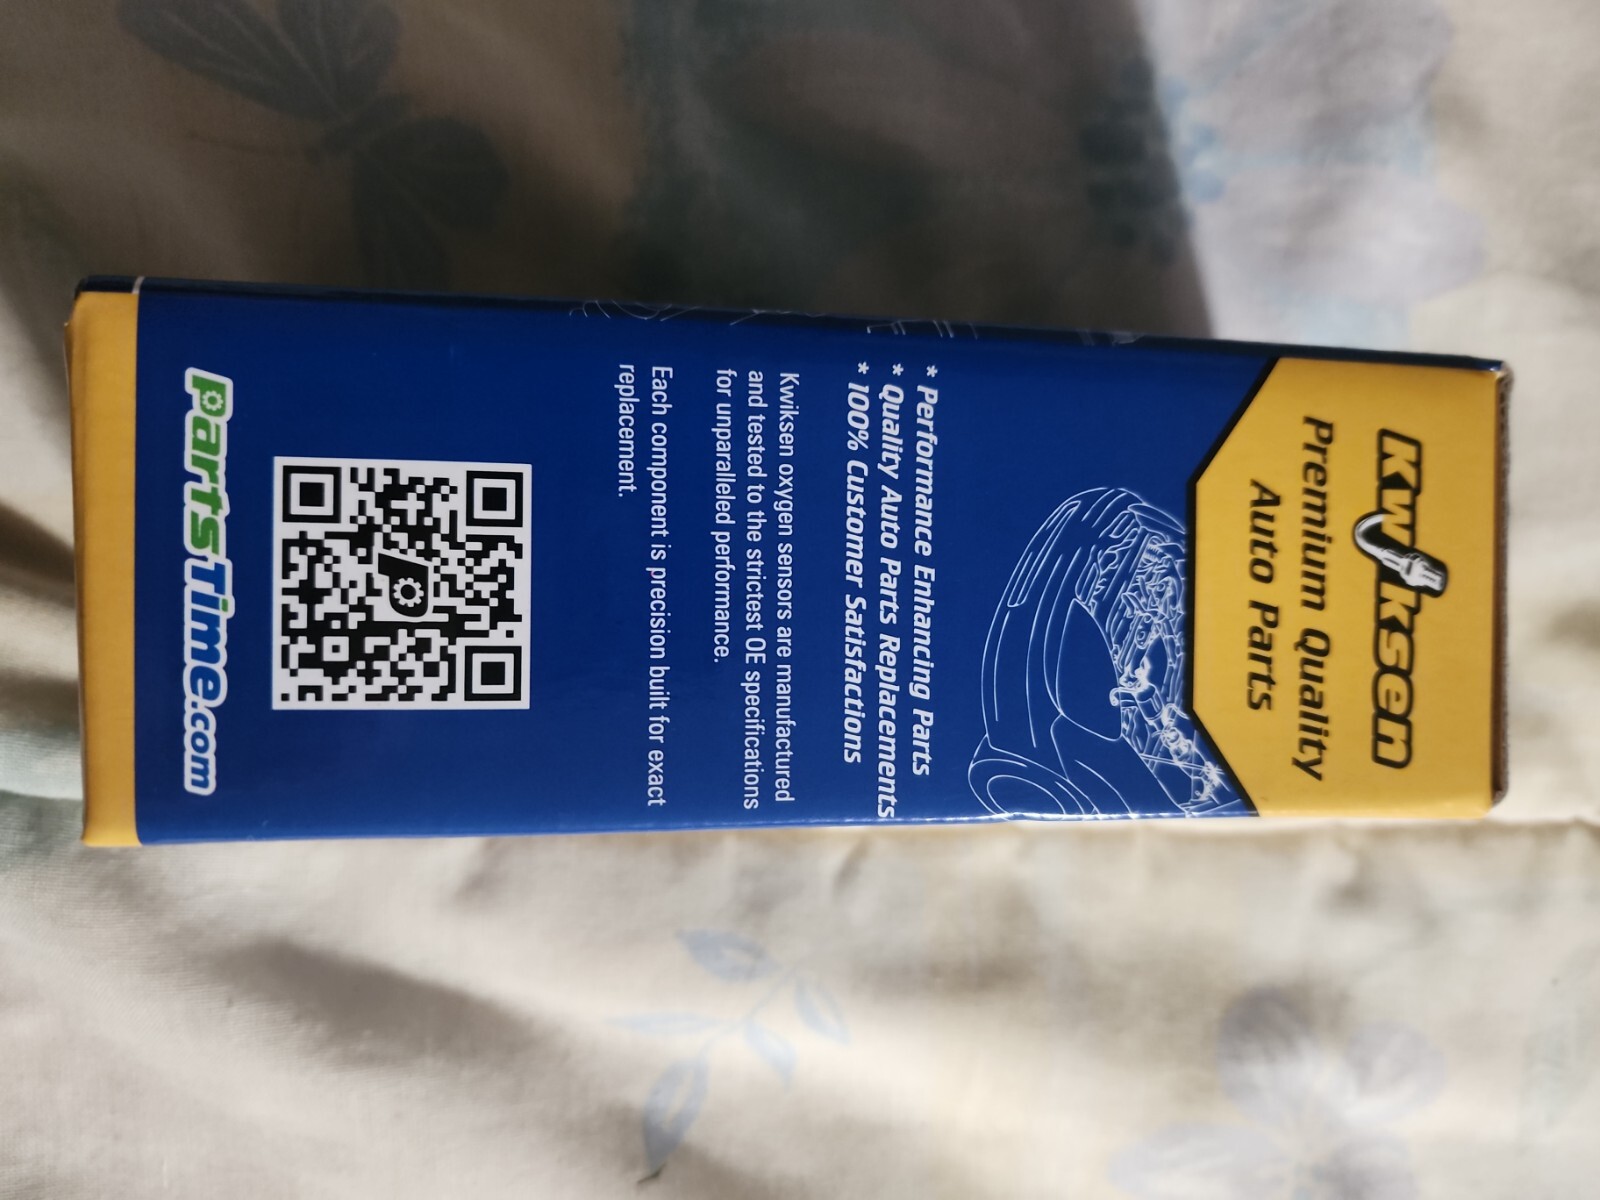 Kwiksen
Premium Quality
Auto Parts
* Performance Enhancing Parts
* Quality Auto Parts Replacements
* 100% Customer Satisfactions
Kwiksen oxygen sensors are manufactured
and tested to the strictest OE specifications
for unparalleled performance.
Each component is precision built for exact
replacement.
PartsTime.com